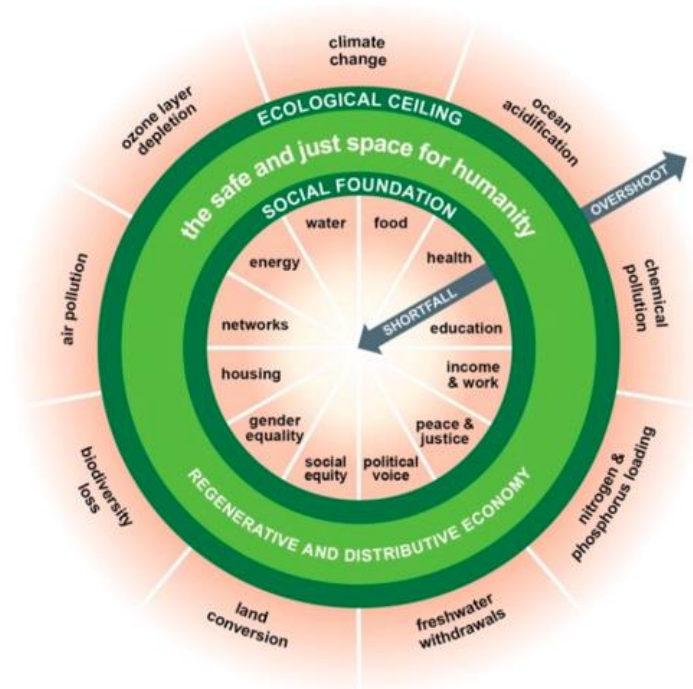 climate
change
ocean
acidification
chemical
pollution
nitrogen &
phosphorus loading
freshwater
withdrawals
land
conversion
biodiversity
loss
air pollution
ozone layer
depletion
OVERSHOOT
ECOLOGICAL CEILING
the safe and just space for humanity
SOCIAL FOUNDATION
water
food
health
SHORTFALL
education
income
& work
peace &
justice
political
voice
social
equity
gender
equality
housing
networks
energy
REGENERATIVE AND DISTRIBUTIVE ECONOMY